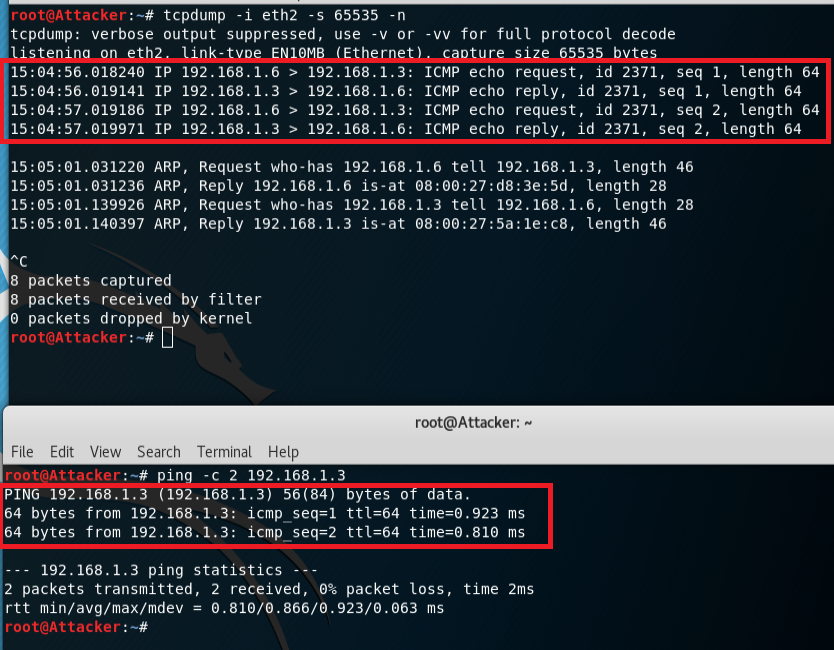 root@Attacker:~# tcpdump -i eth2 -s 65535 -n
tcpdump: verbose output suppressed, use -v or -vv for full protocol decode
listening on eth2, link-type EN10MB (Ethernet), capture size 65535 bytes
15:04:56.018240 IP 192.168.1.6 > 192.168.1.3: ICMP echo request, id 2371, seq 1, length 64
15:04:56.019141 IP 192.168.1.3 > 192.168.1.6: ICMP echo reply, id 2371, seq 1, length 64
15:04:57.019186 IP 192.168.1.6 > 192.168.1.3: ICMP echo request, id 2371, seq 2, length 64
15:04:57.019971 IP 192.168.1.3 > 192.168.1.6: ICMP echo reply, id 2371, seq 2, length 64
15:05:01.031220 ARP, Request who-has 192.168.1.6 tell 192.168.1.3, length 46
15:05:01.031236 ARP, Reply 192.168.1.6 is-at 08:00:27:d8:3e:5d, length 28
15:05:01.139926 ARP, Request who-has 192.168.1.3 tell 192.168.1.6, length 28
15:05:01.140397 ARP, Reply 192.168.1.3 is-at 08:00:27:5a:1e:c8, length 46
^C
8 packets captured
8 packets received by filter
0 packets dropped by kernel
root@Attacker:~#
root@Attacker: ~
File Edit View Search Terminal Help
root@Attacker:~# ping -c 2 192.168.1.3
PING 192.168.1.3 (192.168.1.3) 56(84) bytes of data.
64 bytes from 192.168.1.3: icmp_seq=1 ttl=64 time=0.923 ms
64 bytes from 192.168.1.3: icmp_seq=2 ttl=64 time=0.810 ms
--- 192.168.1.3 ping statistics ---
2 packets transmitted, 2 received, 0% packet loss, time 2ms
rtt min/avg/max/mdev = 0.810/0.866/0.923/0.063 ms
root@Attacker:~#